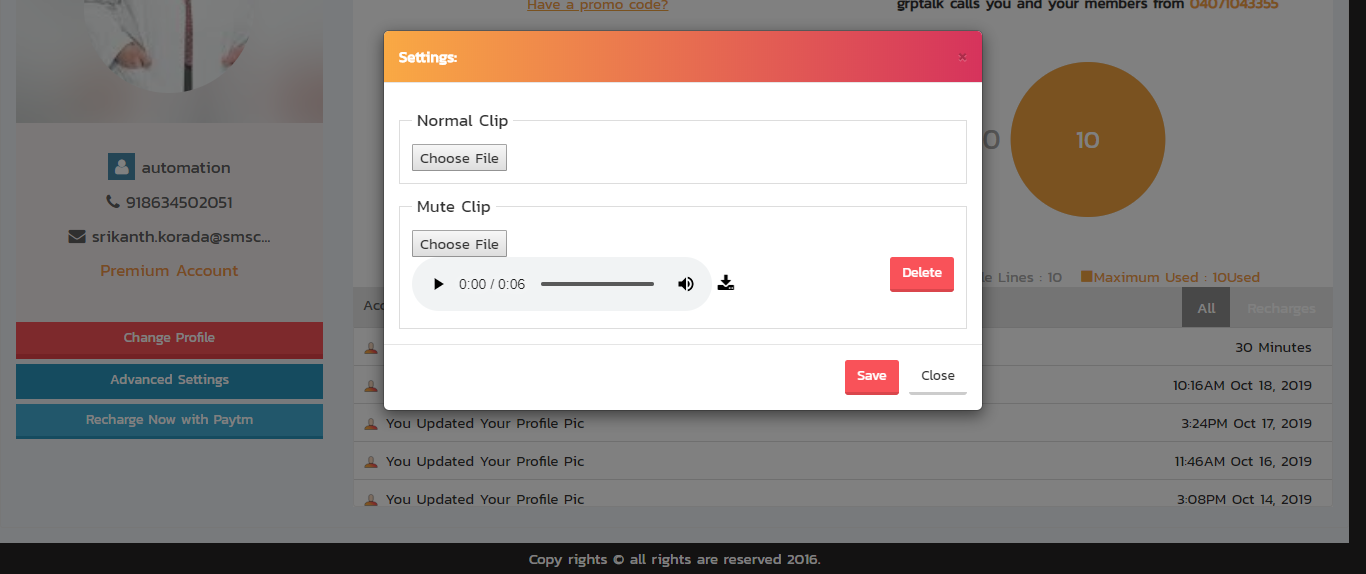 Have a promo code?
grptalk calls you and your members from 04071043355
Settings:
×
Normal Clip
Choose File
Mute Clip
Choose File
0:00 / 0:06
Delete
Save
Close
automation
918634502051
srikanth.korada@smsc...
Premium Account
Change Profile
Advanced Settings
Recharge Now with Paytm
0
10
Lines : 10
Maximum Used : 10Used
All
Recharges
30 Minutes
10:16AM Oct 18, 2019
You Updated Your Profile Pic
3:24PM Oct 17, 2019
You Updated Your Profile Pic
11:46AM Oct 16, 2019
You Updated Your Profile Pic
3:08PM Oct 14, 2019
Copy rights © all rights are reserved 2016.